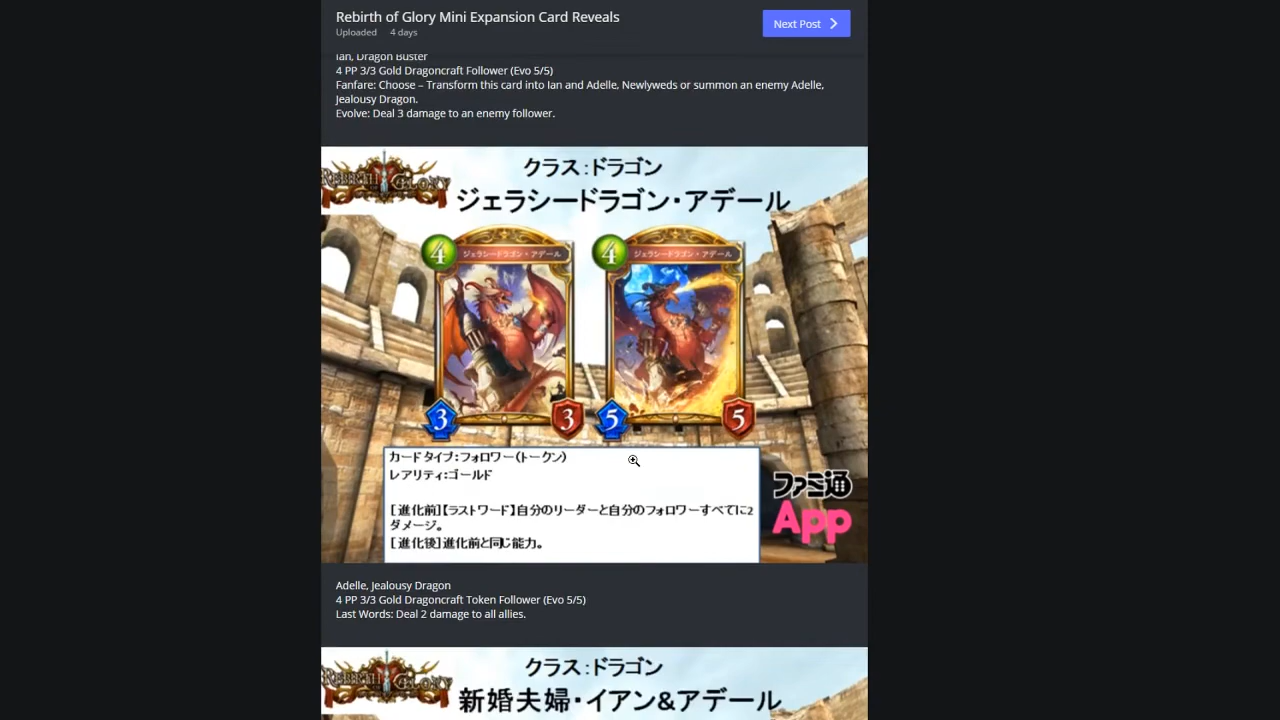 Rebirth of Glory Mini Expansion Card Reveals
Uploaded 4 days
Next Post
Ian, Dragon Buster
4 PP 3/3 Gold Dragoncraft Follower (Evo 5/5)
Fanfare: Choose – Transform this card into Ian and Adelle, Newlyweds or summon an enemy Adelle,
Jealousy Dragon.
Evolve: Deal 3 damage to an enemy follower.
REBIRTH OF GLORY
クラス:ドラゴン
ジェラシードラゴン・アデール
4 ジェラシードラゴン・アデール
4 ジェラシードラゴン・アデール
3 3 5 5
カードタイプ:フォロワー(トークン)
レアリティ:ゴールド
[進化前]【ラストワード】自分のリーダーと自分のフォロワーすべてに2
ダメージ。
[進化後]進化前と同じ能力。
ファミ通
App
Adelle, Jealousy Dragon
4 PP 3/3 Gold Dragoncraft Token Follower (Evo 5/5)
Last Words: Deal 2 damage to all allies.
REBIRTH OF GLORY
クラス:ドラゴン
新婚夫婦・イアン&アデール